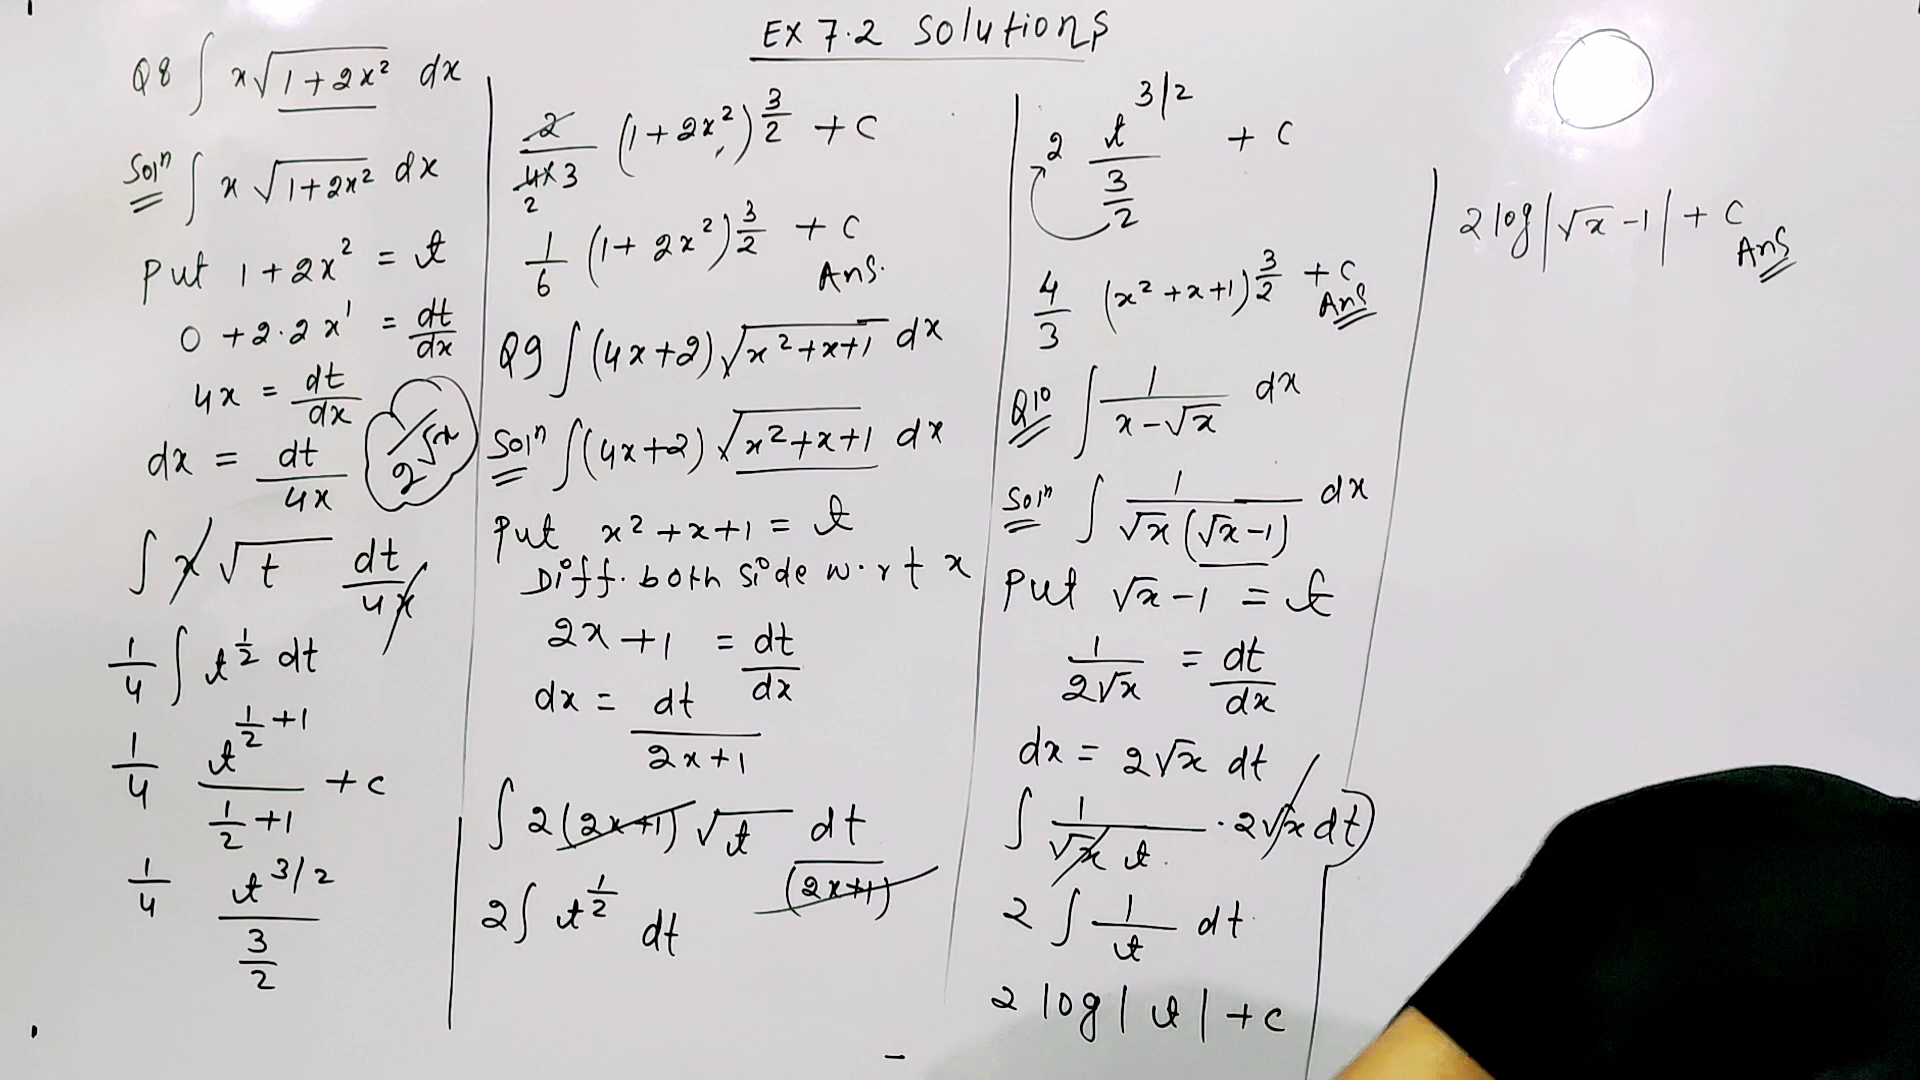 EX 7.2 Solutions
Q8 ∫ x√(1+2x²) dx
Solⁿ ∫ x √(1+2x²) dx
Put 1+2x² = t
0 + 2·2x¹ = dt/dx
4x = dt/dx
dx = dt/4x
∫ x √t dt/4x
1/4 ∫ t^(1/2) dt
1/4 t^(1/2+1)/(1/2+1) + c
1/4 t^(3/2)/(3/2)
2/(4×3) (1+2x²)^(3/2) + C
2
1/6 (1+2x²)^(3/2) + C
Ans.
Q9 ∫ (4x+2) √(x²+x+1) dx
Solⁿ ∫ (4x+2) √(x²+x+1) dx
Put x²+x+1 = t
Diff. both side w.r.t x
2x+1 = dt/dx
dx = dt/(2x+1)
∫ 2(2x+1) √t dt/(2x+1)
2∫ t^(1/2) dt
2 t^(3/2)/(3/2) + C
4/3 (x²+x+1)^(3/2) + C
Ans
Q10 ∫ 1/(x-√x) dx
Solⁿ ∫ 1/(√x(√x-1)) dx
Put √x-1 = t
1/(2√x) = dt/dx
dx = 2√x dt
∫ 1/(√x t) · 2√x dt
2 ∫ 1/t dt
2 log|t| + c
2 log|√x-1| + C
Ans